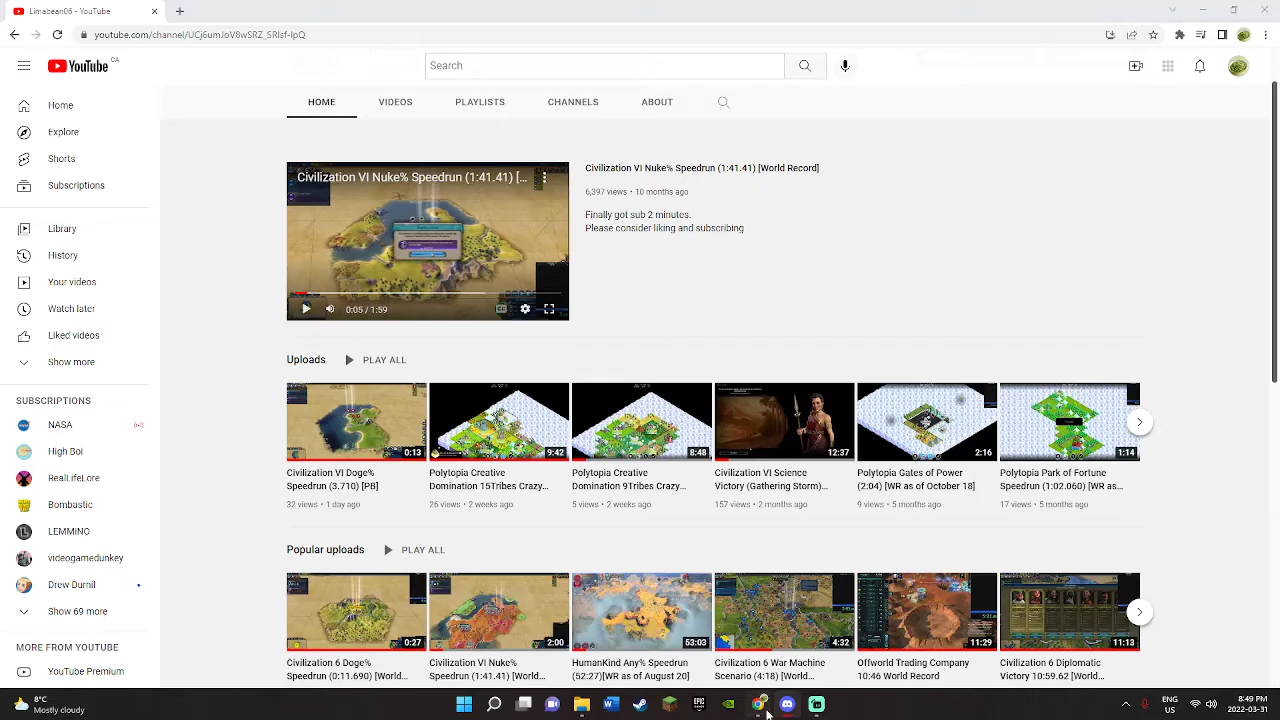 Limabean06 - YouTube
youtube.com/channel/UCj6umJoV8wSRZ_SRIsf-lpQ
YouTube CA
Search
HOME VIDEOS PLAYLISTS CHANNELS ABOUT
Home
Explore
Shorts
Subscriptions
Library
History
Your videos
Watch later
Liked videos
Show more
SUBSCRIPTIONS
NASA
High Boi
RealLifeLore
Bombastic
LEMMiNO
videogamedunkey
Drew Durnil
Show 69 more
MORE FROM YOUTUBE
YouTube Premium
Civilization VI Nuke% Speedrun (1:41.41) [...
0:05 / 1:59
Civilization VI Nuke% Speedrun (1:41.41) [World Record]
6,397 views • 10 months ago
Finally got sub 2 minutes.
Please consider liking and subscribing
Uploads PLAY ALL
0:13 9:42 8:48 12:37 2:16 1:14
Civilization VI Doge%
Speedrun (3.710) [PB]
32 views • 1 day ago
Polytopia Creative
Domination 15Tribes Crazy...
26 views • 2 weeks ago
Polytopia Creative
Domination 9Tribes Crazy...
5 views • 2 weeks ago
Civilization VI Science
Victory (Gathering Storm)...
157 views • 2 months ago
Polytopia Gates of Power
(2:04) [WR as of October 18]
9 views • 5 months ago
Polytopia Park of Fortune
Speedrun (1:02.060) [WR as...
17 views • 5 months ago
Popular uploads PLAY ALL
0:27 2:00 53:03 4:32 11:29 11:13
Civilization 6 Doge%
Speedrun (0:11.690) [World...
Civilization VI Nuke%
Speedrun (1:41.41) [World...
HumanKind Any% Speedrun
(52:27)[WR as of August 20]
Civilization 6 War Machine
Scenario (4:18) [World...
Offworld Trading Company
10:46 World Record
Civilization 6 Diplomatic
Victory 10:59.62 [World...
8°C
Mostly cloudy
ENG
US
8:49 PM
2022-03-31